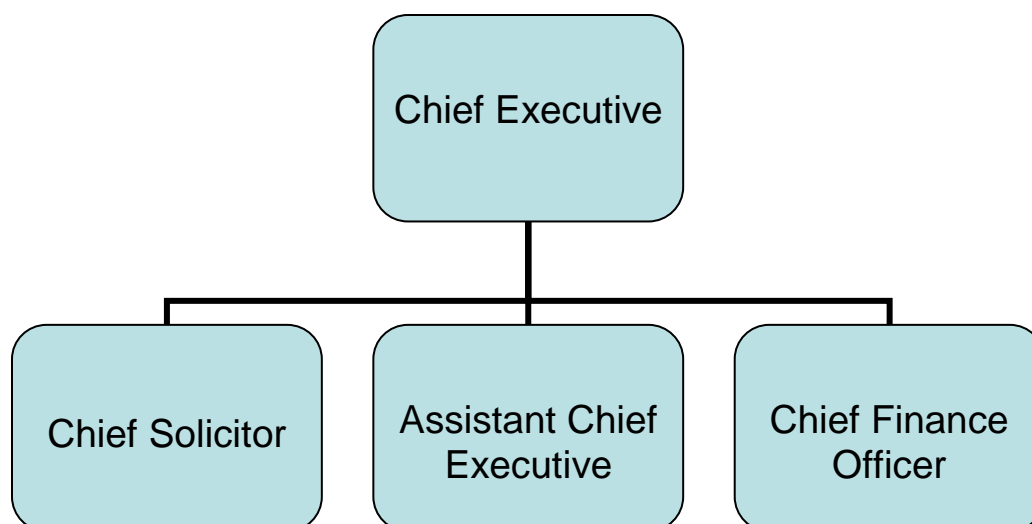 Chief Executive
Chief Solicitor
Assistant Chief
Executive
Chief Finance
Officer